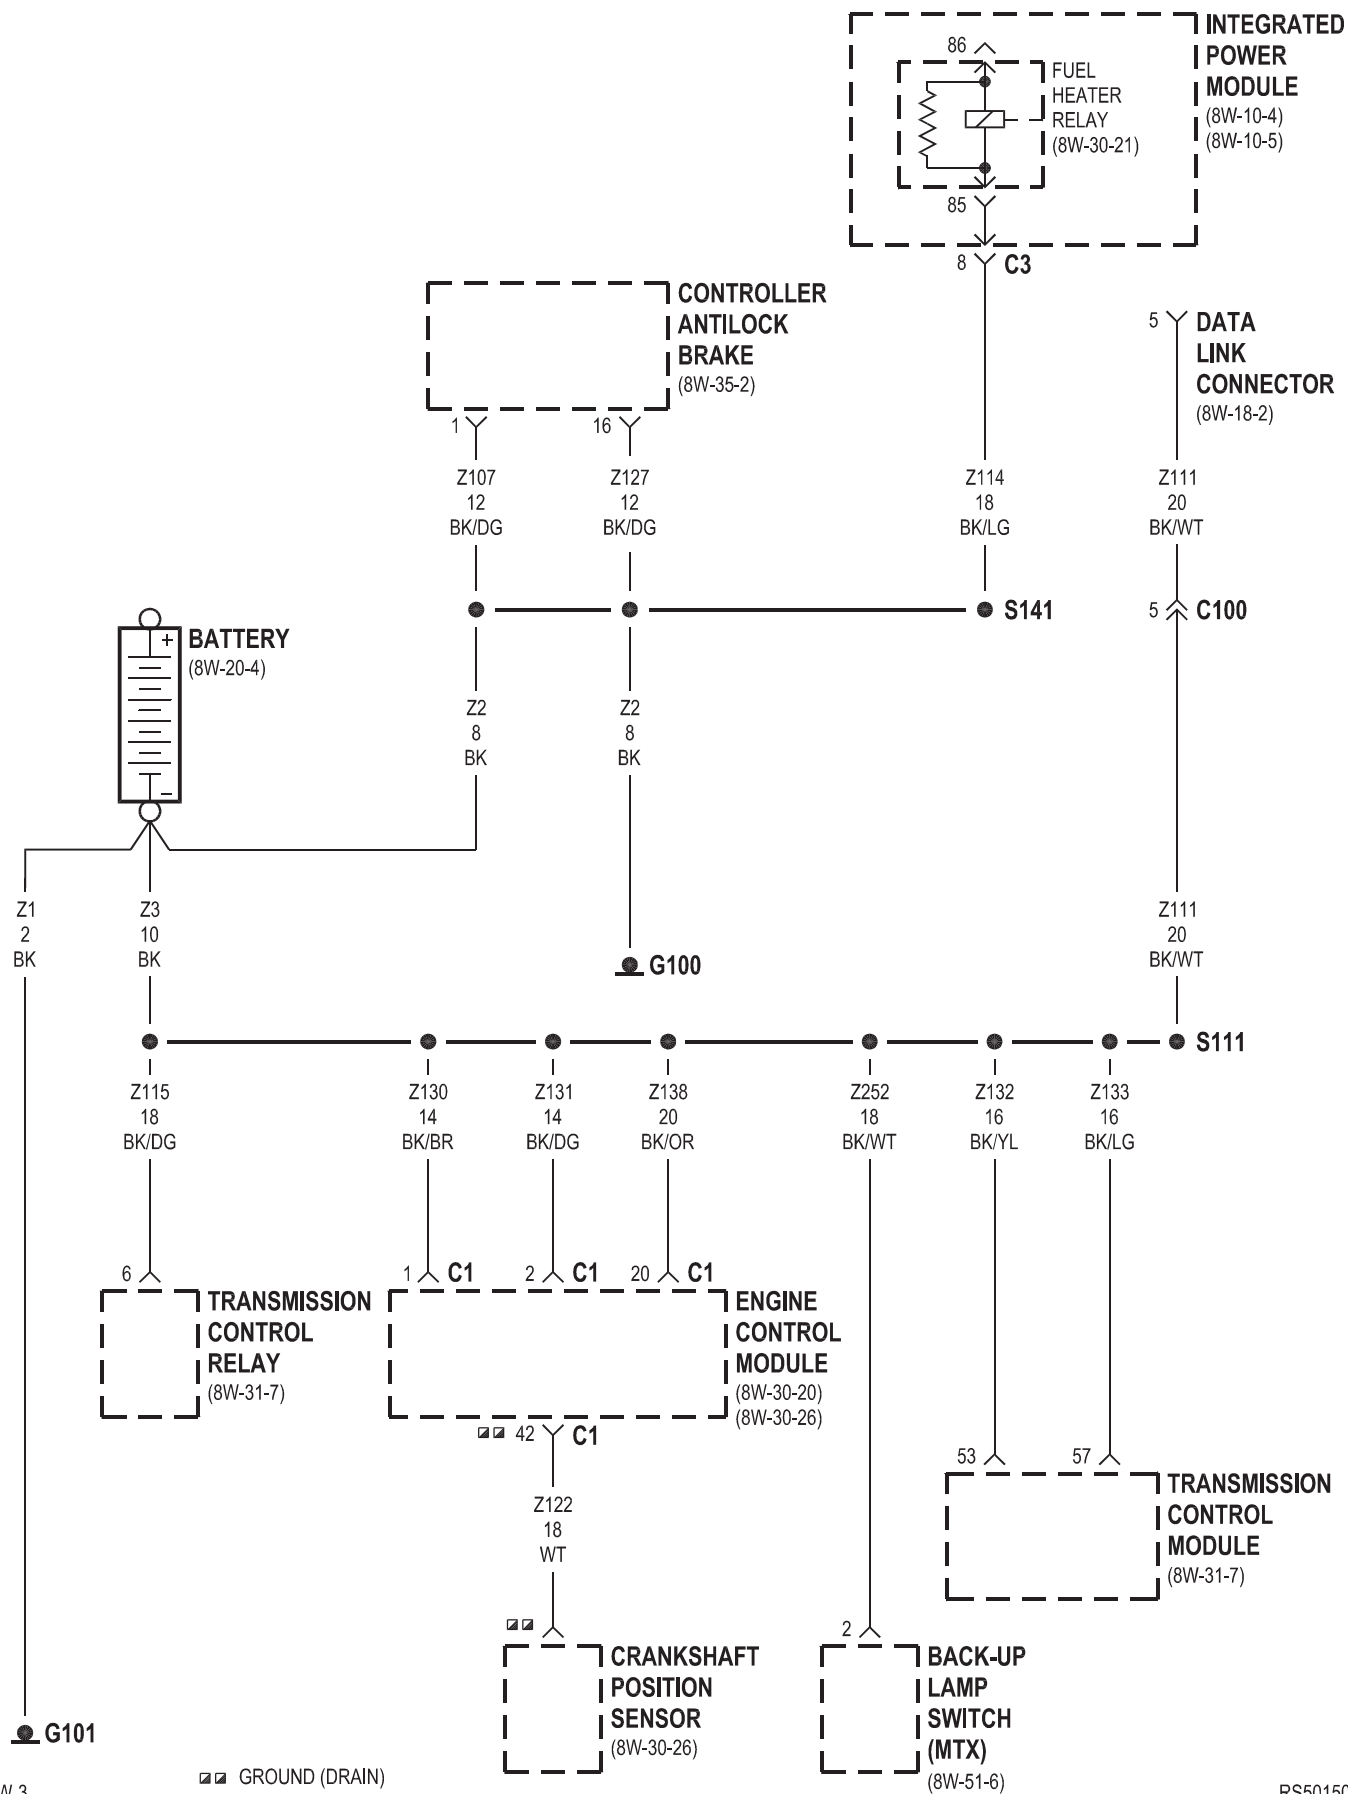 INTEGRATED
POWER
MODULE
(8W-10-4)
(8W-10-5)
86
FUEL
HEATER
RELAY
(8W-30-21)
85
8 C3
CONTROLLER
ANTILOCK
BRAKE
(8W-35-2)
5 DATA
LINK
CONNECTOR
(8W-18-2)
1 16
Z107 Z127 Z114 Z111
12 12 18 20
BK/DG BK/DG BK/LG BK/WT
S141 5 C100
+ BATTERY
(8W-20-4)
–
Z2 Z2
8 8
BK BK
Z1 Z3 Z111
2 10 20
BK BK BK/WT
G100
S111
Z115 Z130 Z131 Z138 Z252 Z132 Z133
18 14 14 20 18 16 16
BK/DG BK/BR BK/DG BK/OR BK/WT BK/YL BK/LG
6 1 C1 2 C1 20 C1
TRANSMISSION
CONTROL
RELAY
(8W-31-7)
ENGINE
CONTROL
MODULE
(8W-30-20)
(8W-30-26)
42 C1
53 57
TRANSMISSION
CONTROL
MODULE
(8W-31-7)
Z122
18
WT
2
CRANKSHAFT
POSITION
SENSOR
(8W-30-26)
BACK-UP
LAMP
SWITCH
(MTX)
(8W-51-6)
G101
GROUND (DRAIN)
RS50150